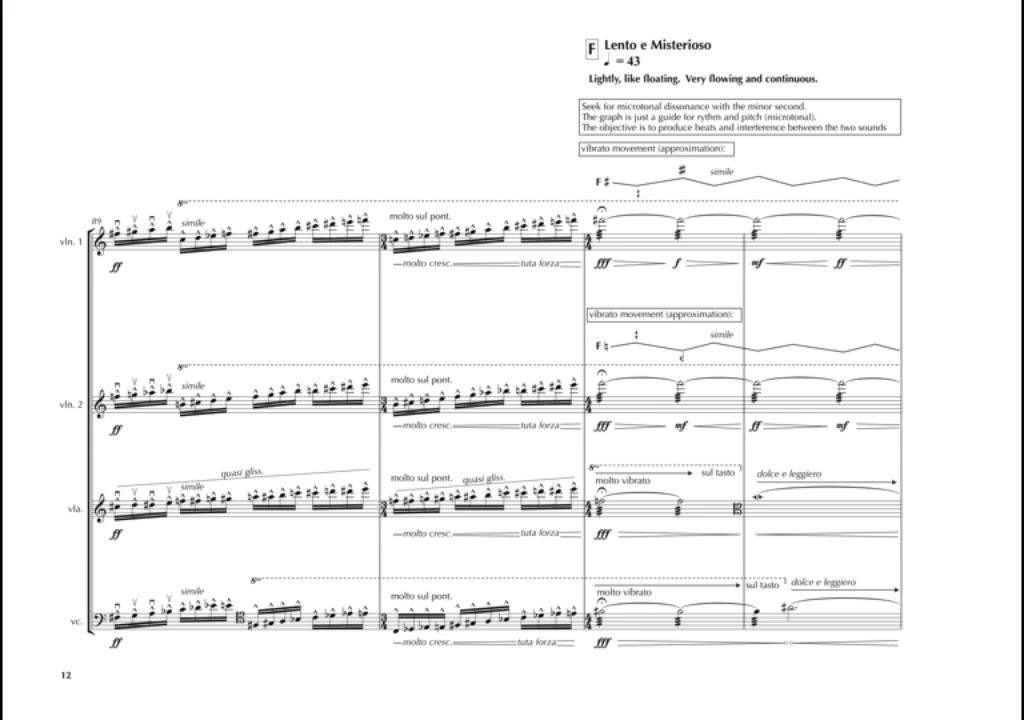 F Lento e Misterioso
♩ = 43
Lightly, like floating. Very flowing and continuous.
Seek for microtonal dissonance with the minor second.
The graph is just a guide for rythm and pitch (microtonal).
The objective is to produce beats and interference between the two sounds
vibrato movement (approximation):
F♯ simile
8va
89 simile molto sul pont.
vln. 1
ff molto cresc. tuta forza fff f mf ff
vibrato movement (approximation):
F♮ simile
8va
simile molto sul pont.
vln. 2
ff molto cresc. tuta forza fff mf ff mf
quasi gliss. 8va sul tasto dolce e leggiero
simile molto sul pont. quasi gliss. molto vibrato
vla.
ff molto cresc. tuta forza fff
8va sul tasto dolce e leggiero
simile molto sul pont. molto vibrato
vc.
ff molto cresc. tuta forza fff
12